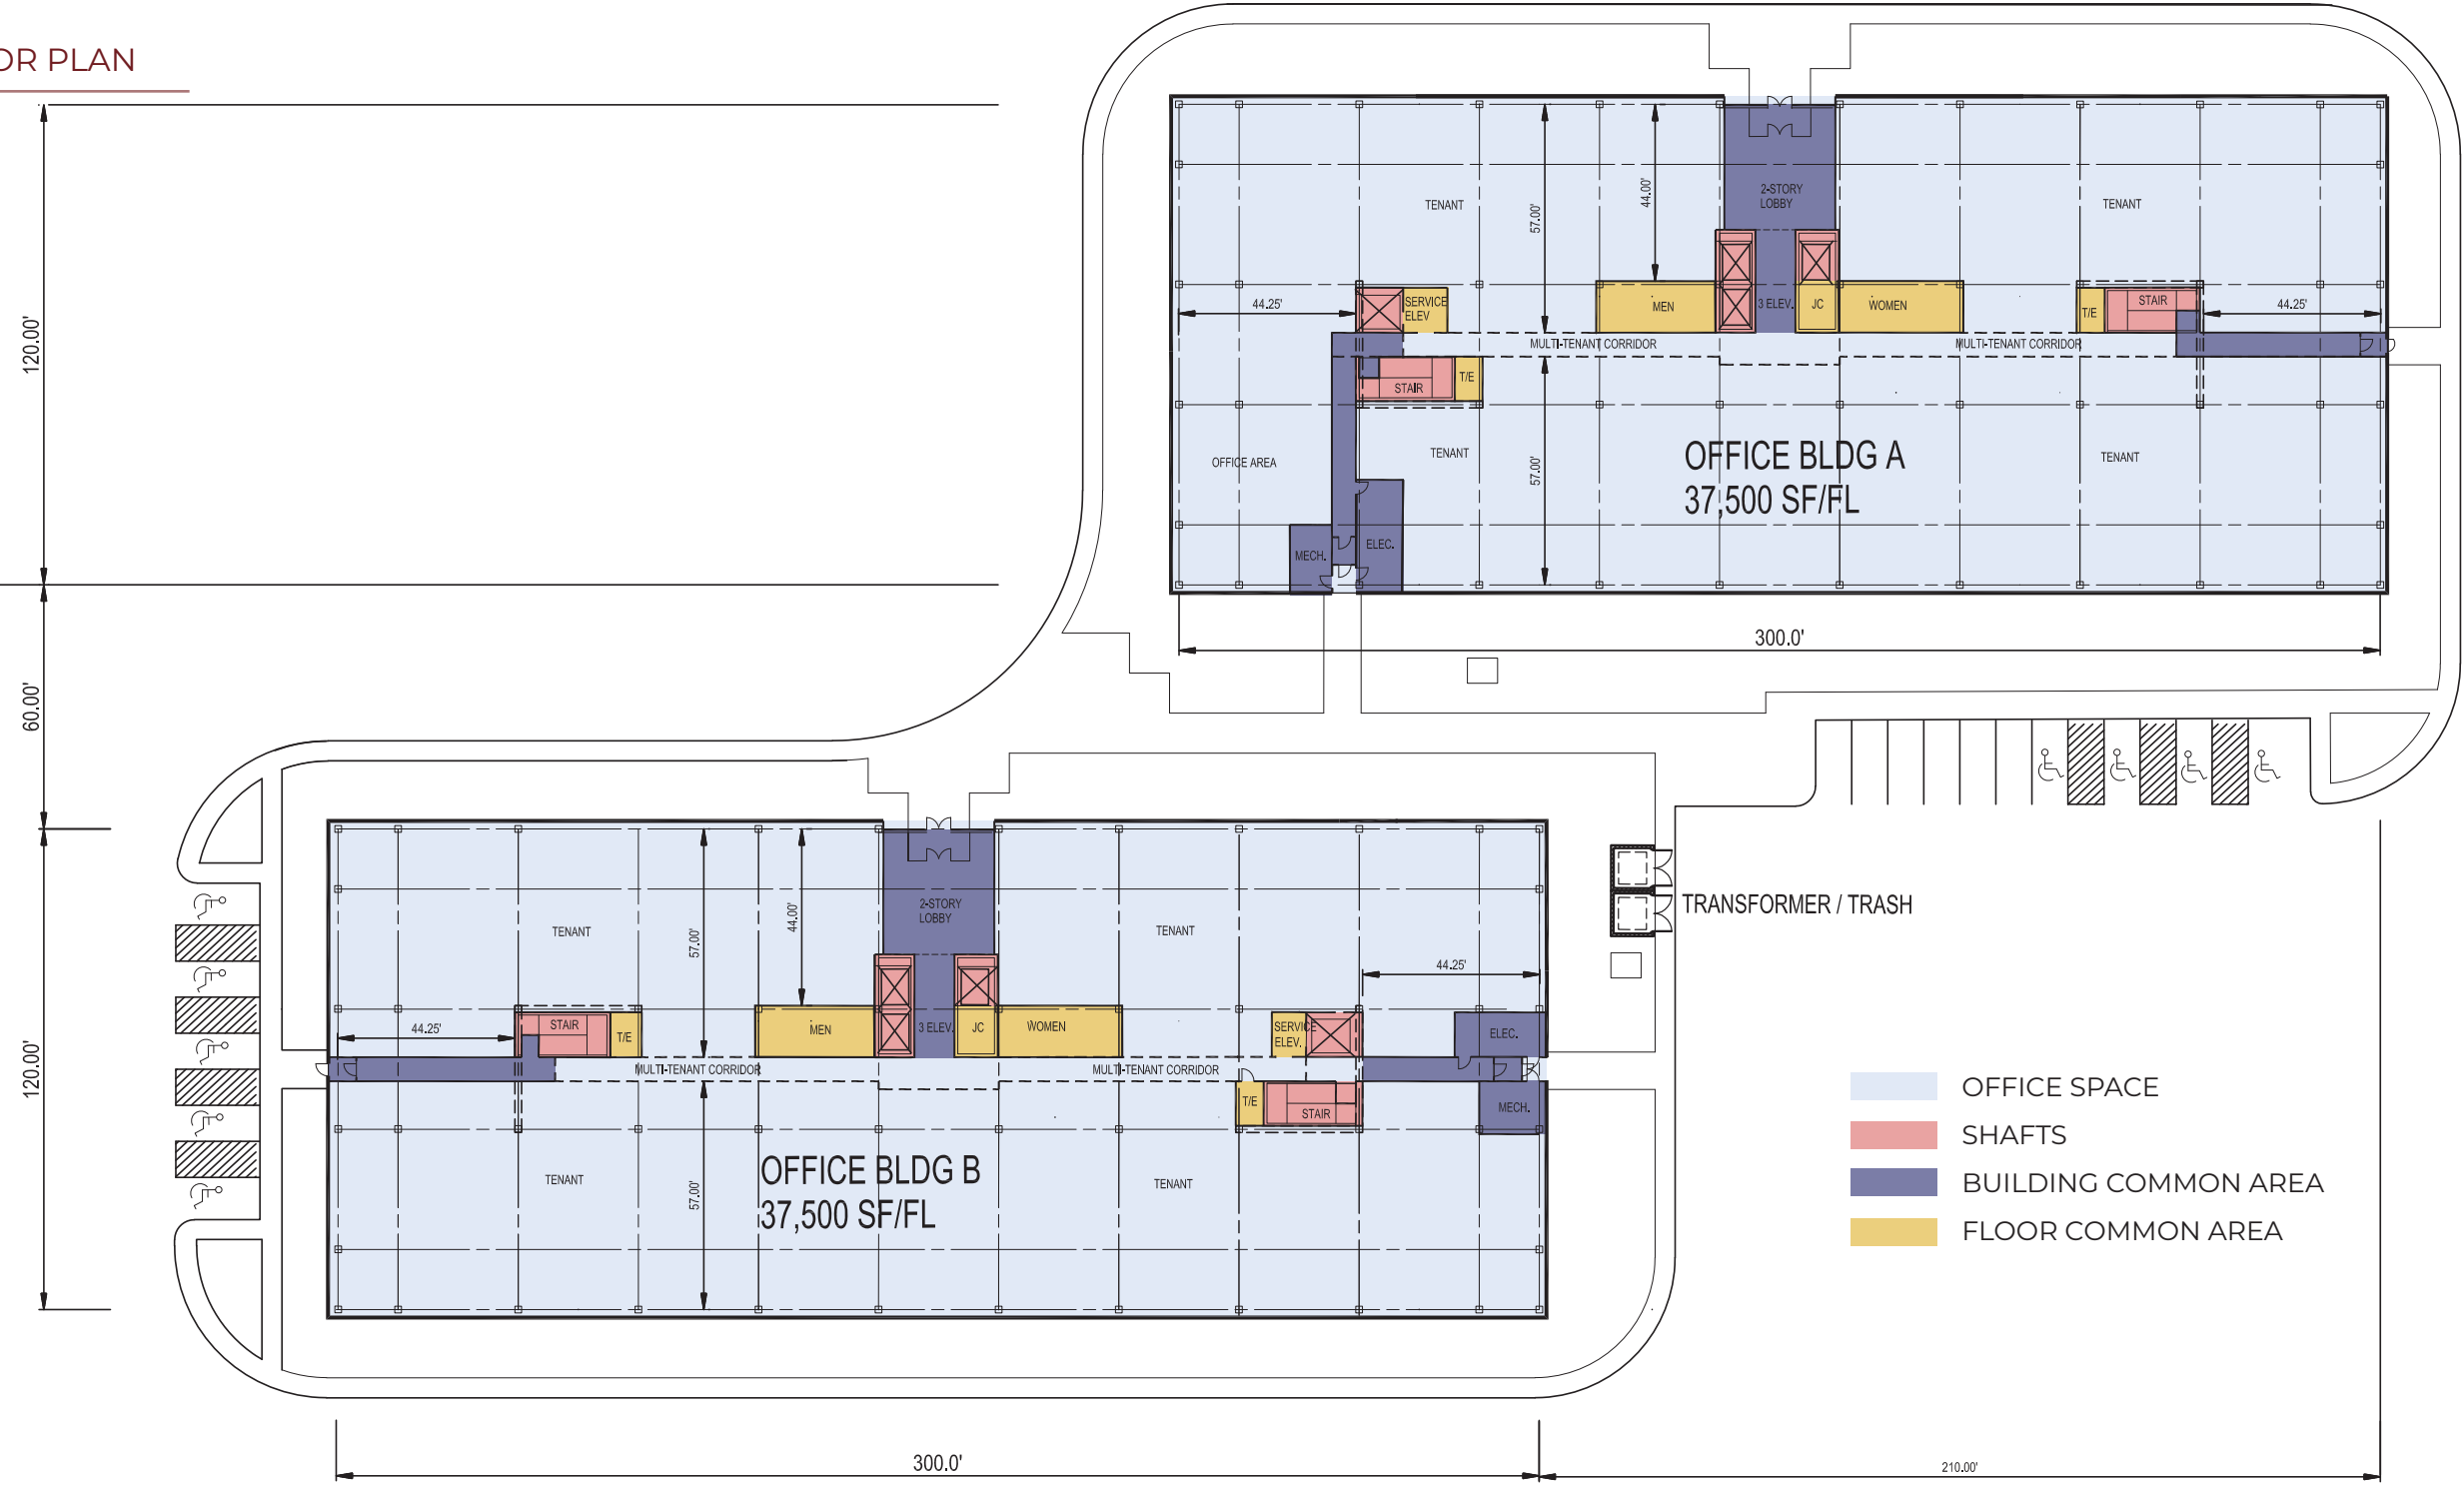 OR PLAN
120.00'
60.00'
120.00'
2-STORY
LOBBY
TENANT
57.00'
44.00'
TENANT
44.25'
SERVICE
ELEV
MEN
3 ELEV.
JC
WOMEN
T/E
STAIR
44.25'
MULTI-TENANT CORRIDOR
MULTI-TENANT CORRIDOR
STAIR
T/E
OFFICE AREA
TENANT
57.00'
OFFICE BLDG A
37,500 SF/FL
TENANT
MECH.
ELEC.
300.0'
2-STORY
LOBBY
TENANT
57.00'
44.00'
TENANT
44.25'
44.25'
STAIR
T/E
MEN
3 ELEV.
JC
WOMEN
SERVICE
ELEV.
ELEC.
MULTI-TENANT CORRIDOR
MULTI-TENANT CORRIDOR
T/E
STAIR
MECH.
TENANT
57.00'
OFFICE BLDG B
37,500 SF/FL
TENANT
TRANSFORMER / TRASH
OFFICE SPACE
SHAFTS
BUILDING COMMON AREA
FLOOR COMMON AREA
300.0'
210.00'